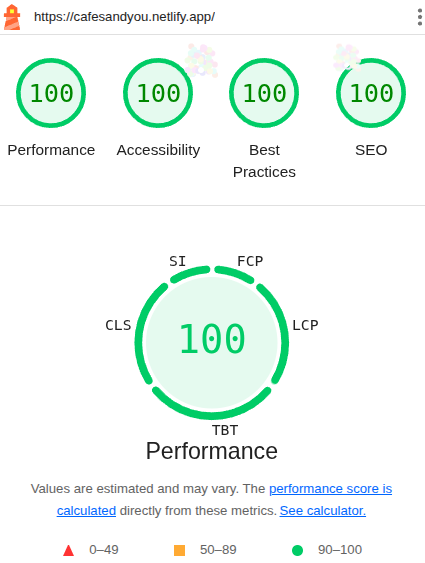 https://cafesandyou.netlify.app/
100 100 100 100
Performance Accessibility Best Practices SEO
SI FCP
CLS LCP
100
TBT
Performance
Values are estimated and may vary. The performance score is
calculated directly from these metrics. See calculator.
0–49 50–89 90–100